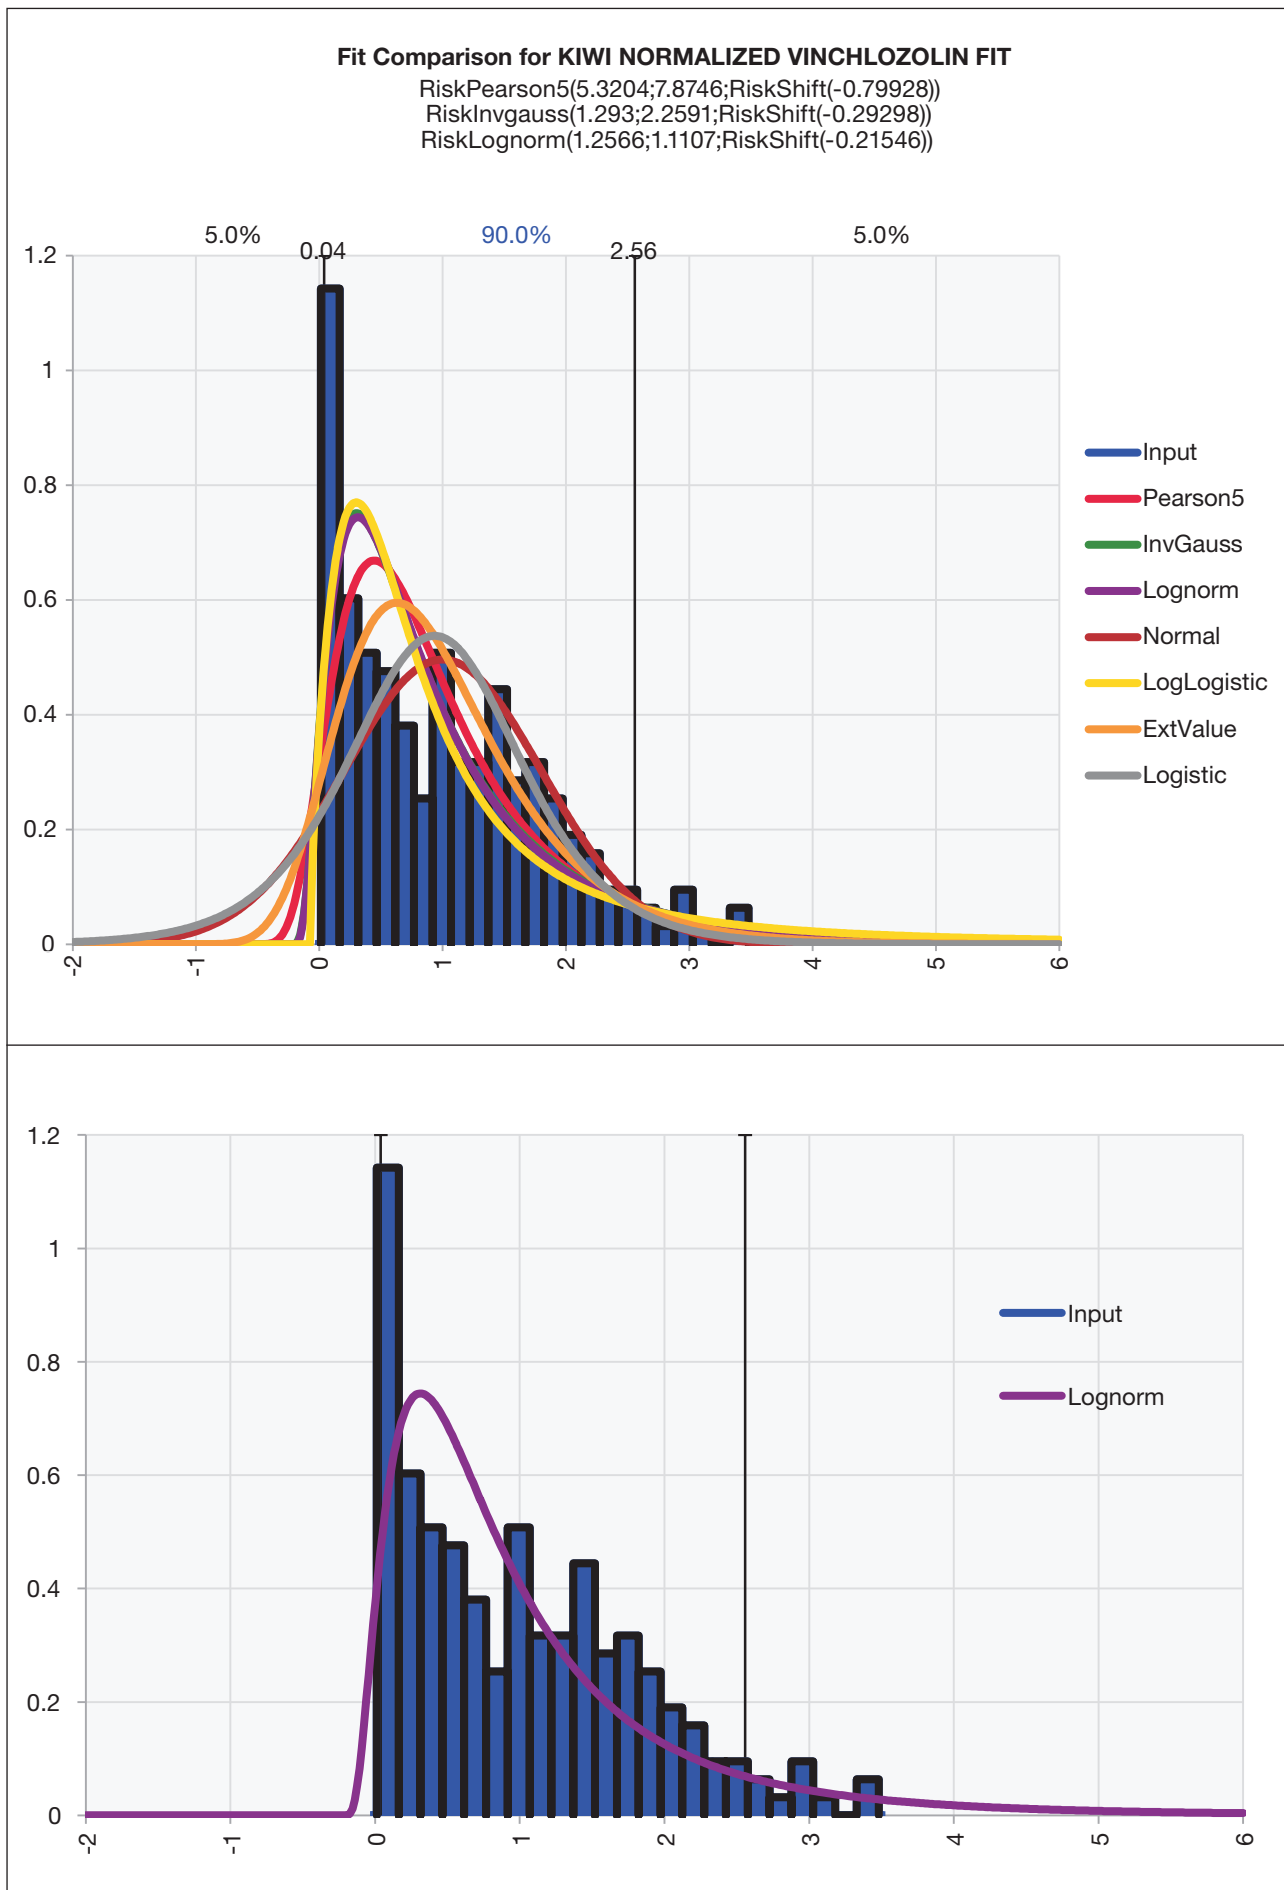 Fit Comparison for KIWI NORMALIZED VINCHLOZOLIN FIT
RiskPearson5(5.3204;7.8746;RiskShift(-0.79928))
RiskInvgauss(1.293;2.2591;RiskShift(-0.29298))
RiskLognorm(1.2566;1.1107;RiskShift(-0.21546))
5.0% 90.0% 5.0%
0.04 2.56
1.2
1
0.8
0.6
0.4
0.2
0
-2 -1 0 1 2 3 4 5 6
Input
Pearson5
InvGauss
Lognorm
Normal
LogLogistic
ExtValue
Logistic
1.2
1
0.8
0.6
0.4
0.2
0
-2 -1 0 1 2 3 4 5 6
Input
Lognorm